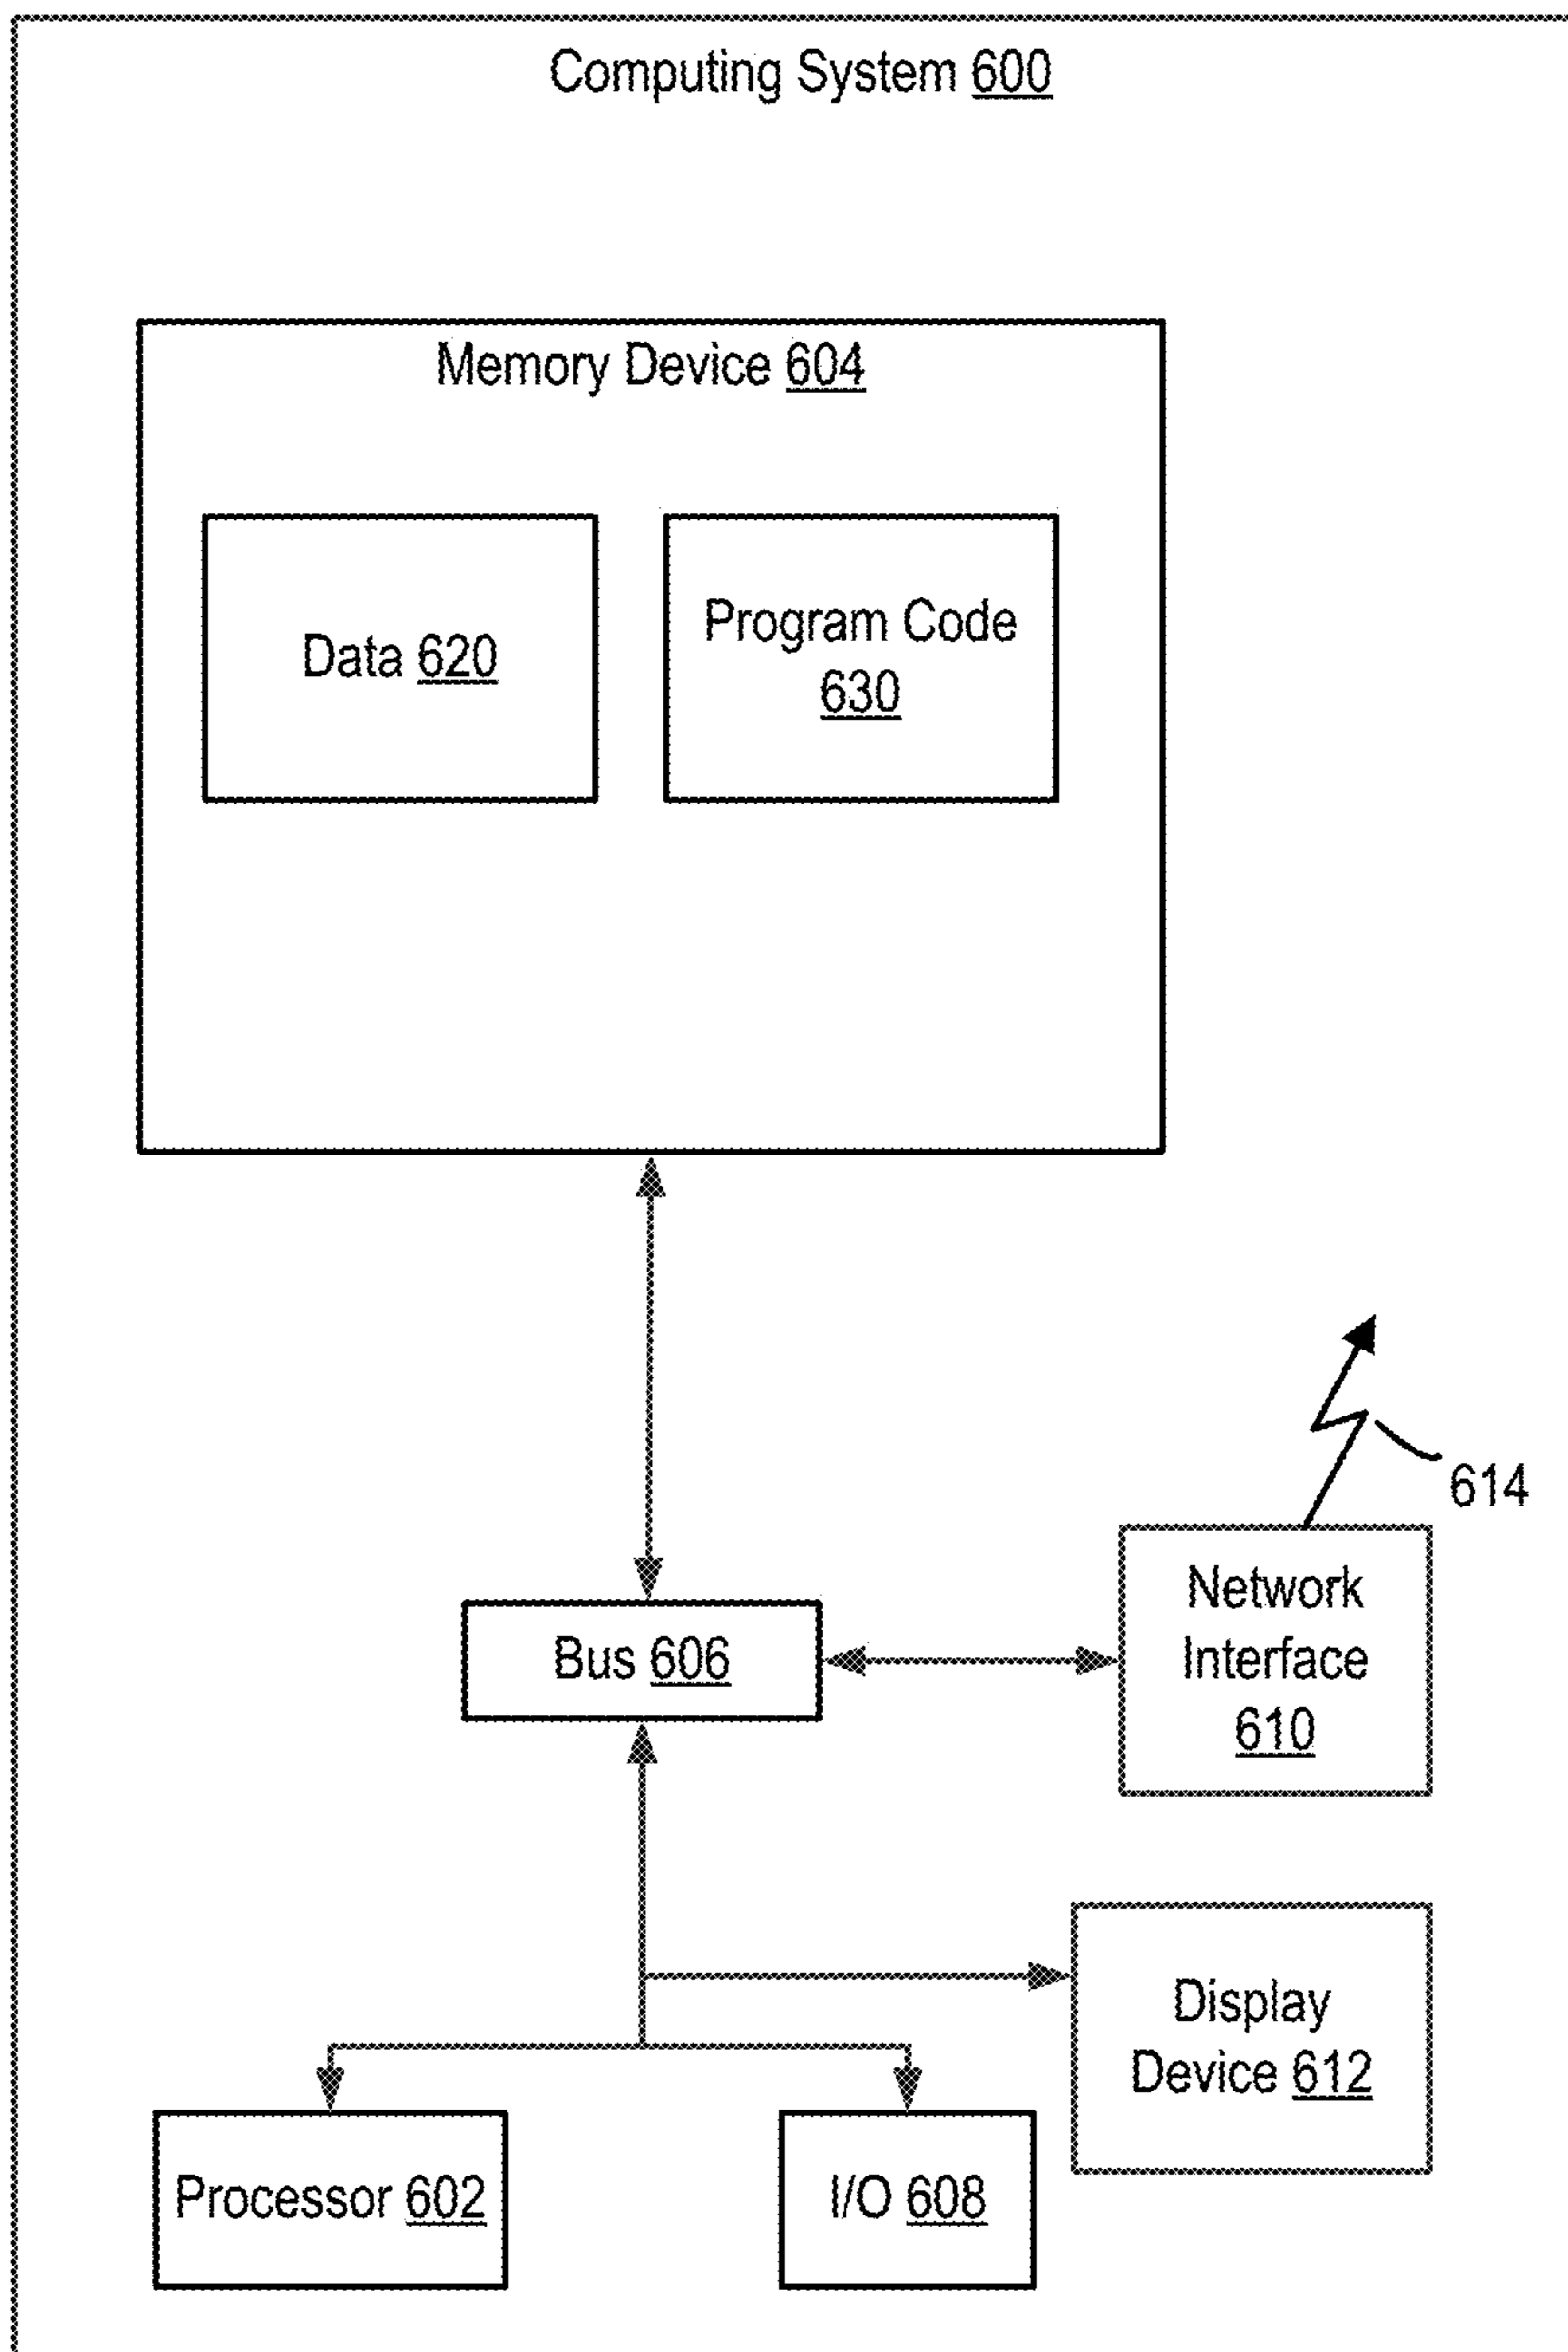 Computing System 600
Memory Device 604
Data 620
Program Code
630
614
Network
Interface
610
Bus 606
Display
Device 612
Processor 602
I/O 608